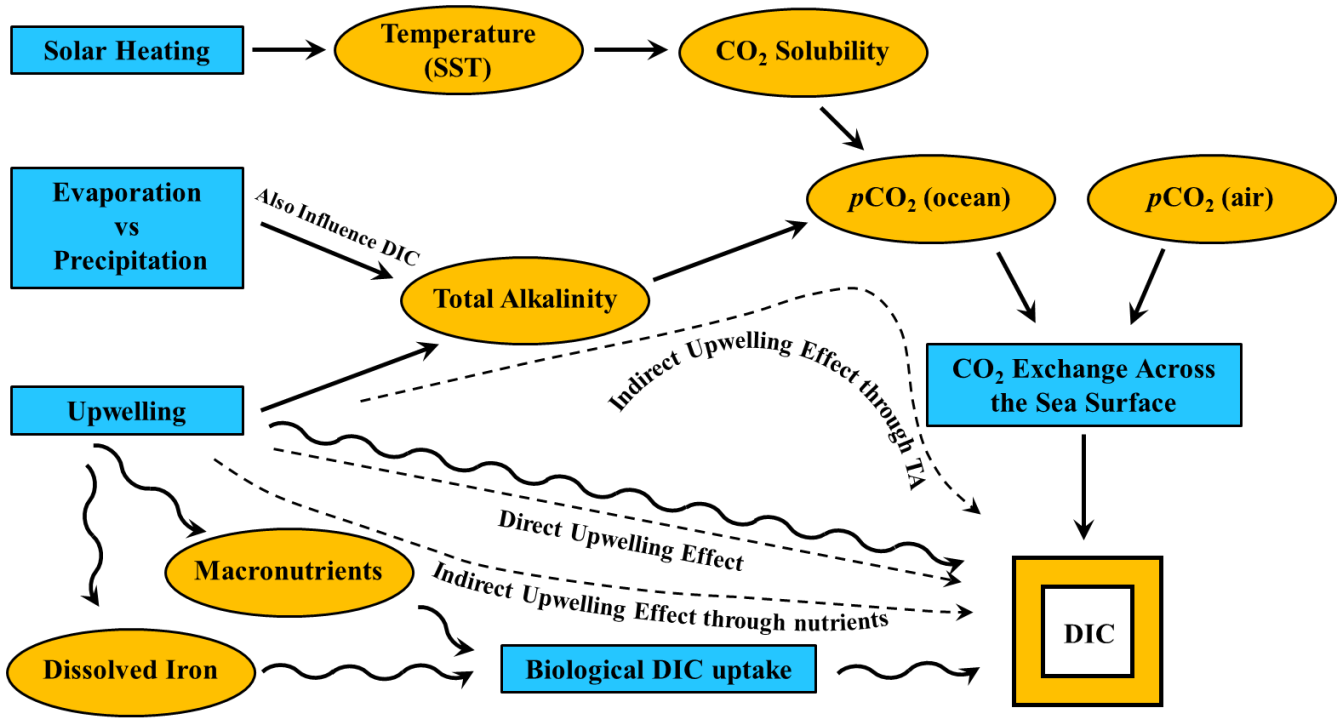 Solar Heating
Temperature
(SST)
CO₂ Solubility
Evaporation
vs
Precipitation
Also Influence DIC
pCO₂ (ocean)
pCO₂ (air)
Total Alkalinity
Indirect Upwelling Effect through TA
CO₂ Exchange Across
the Sea Surface
Upwelling
Direct Upwelling Effect
Indirect Upwelling Effect through nutrients
Macronutrients
Dissolved Iron
Biological DIC uptake
DIC